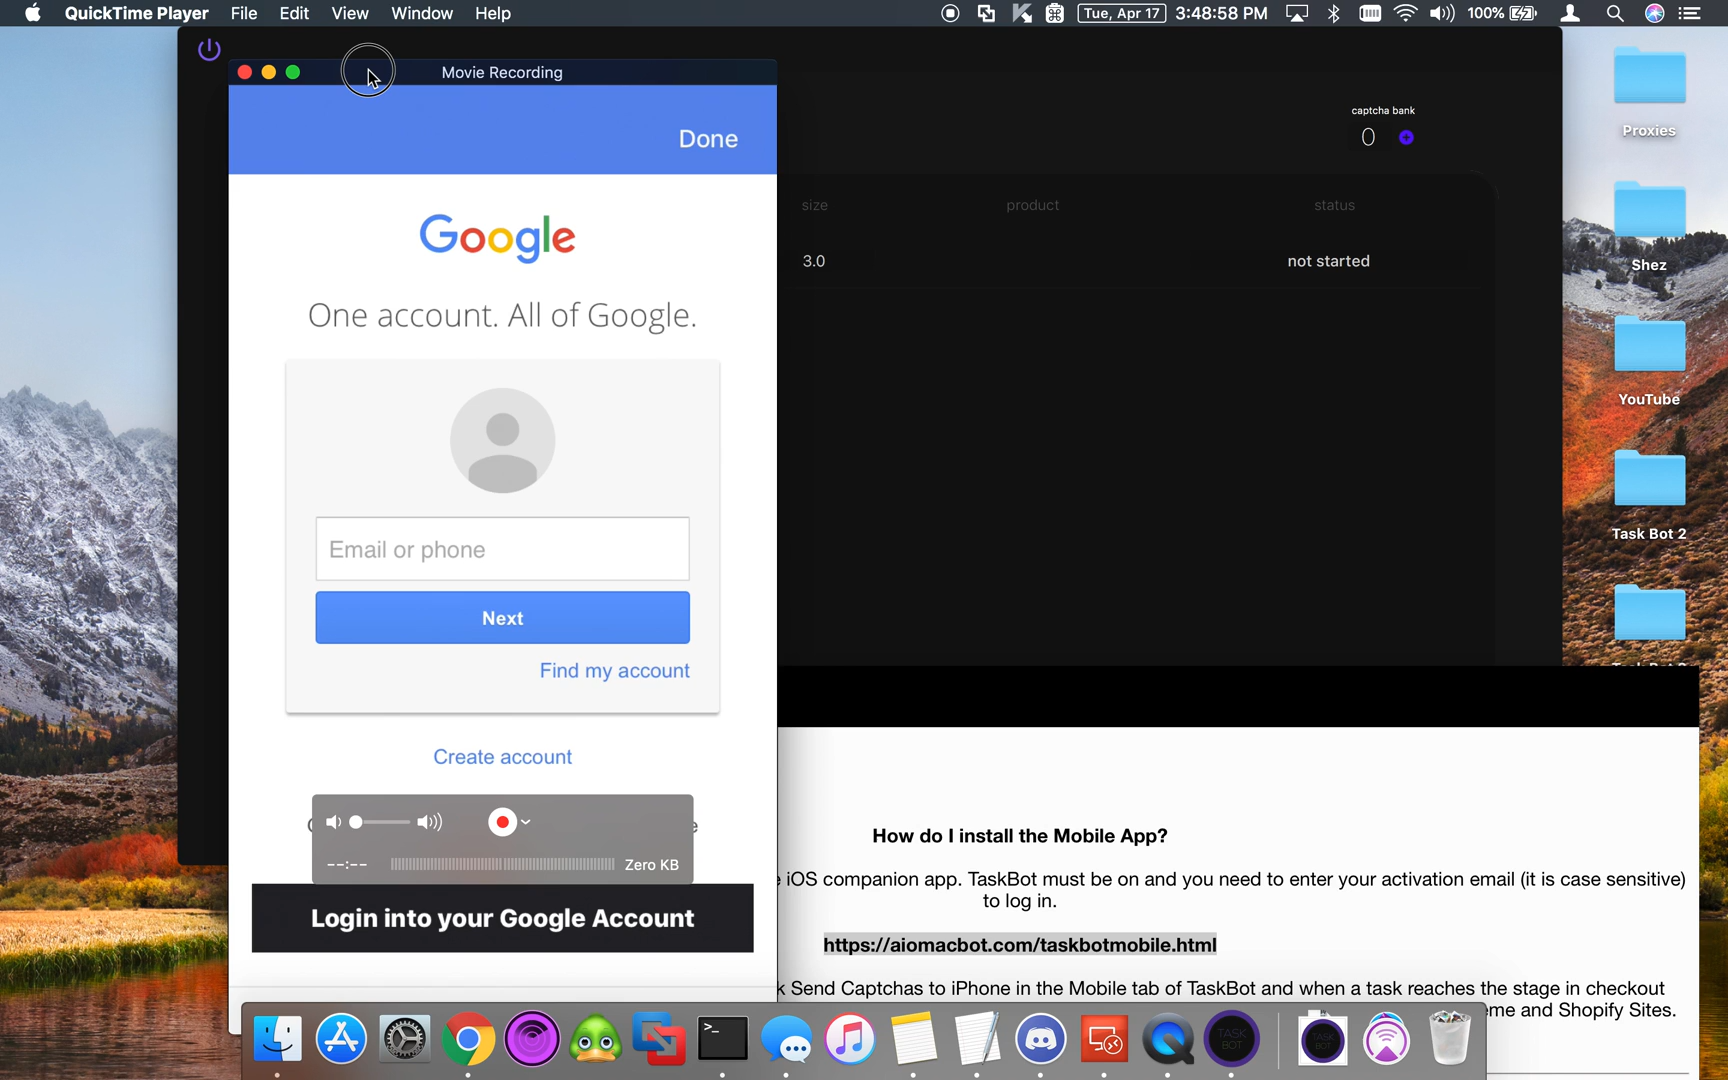 QuickTime Player File Edit View Window Help
Tue, Apr 17 3:48:58 PM 100%
Movie Recording
Done
Google
One account. All of Google.
Email or phone
Next
Find my account
Create account
--:-- Zero KB
Login into your Google Account
captcha bank
0
size product status
3.0 not started
Proxies
Shez
YouTube
Task Bot 2
How do I install the Mobile App?
iOS companion app. TaskBot must be on and you need to enter your activation email (it is case sensitive)
to log in.
https://aiomacbot.com/taskbotmobile.html
Send Captchas to iPhone in the Mobile tab of TaskBot and when a task reaches the stage in checkout
eme and Shopify Sites.
TASK
BOT